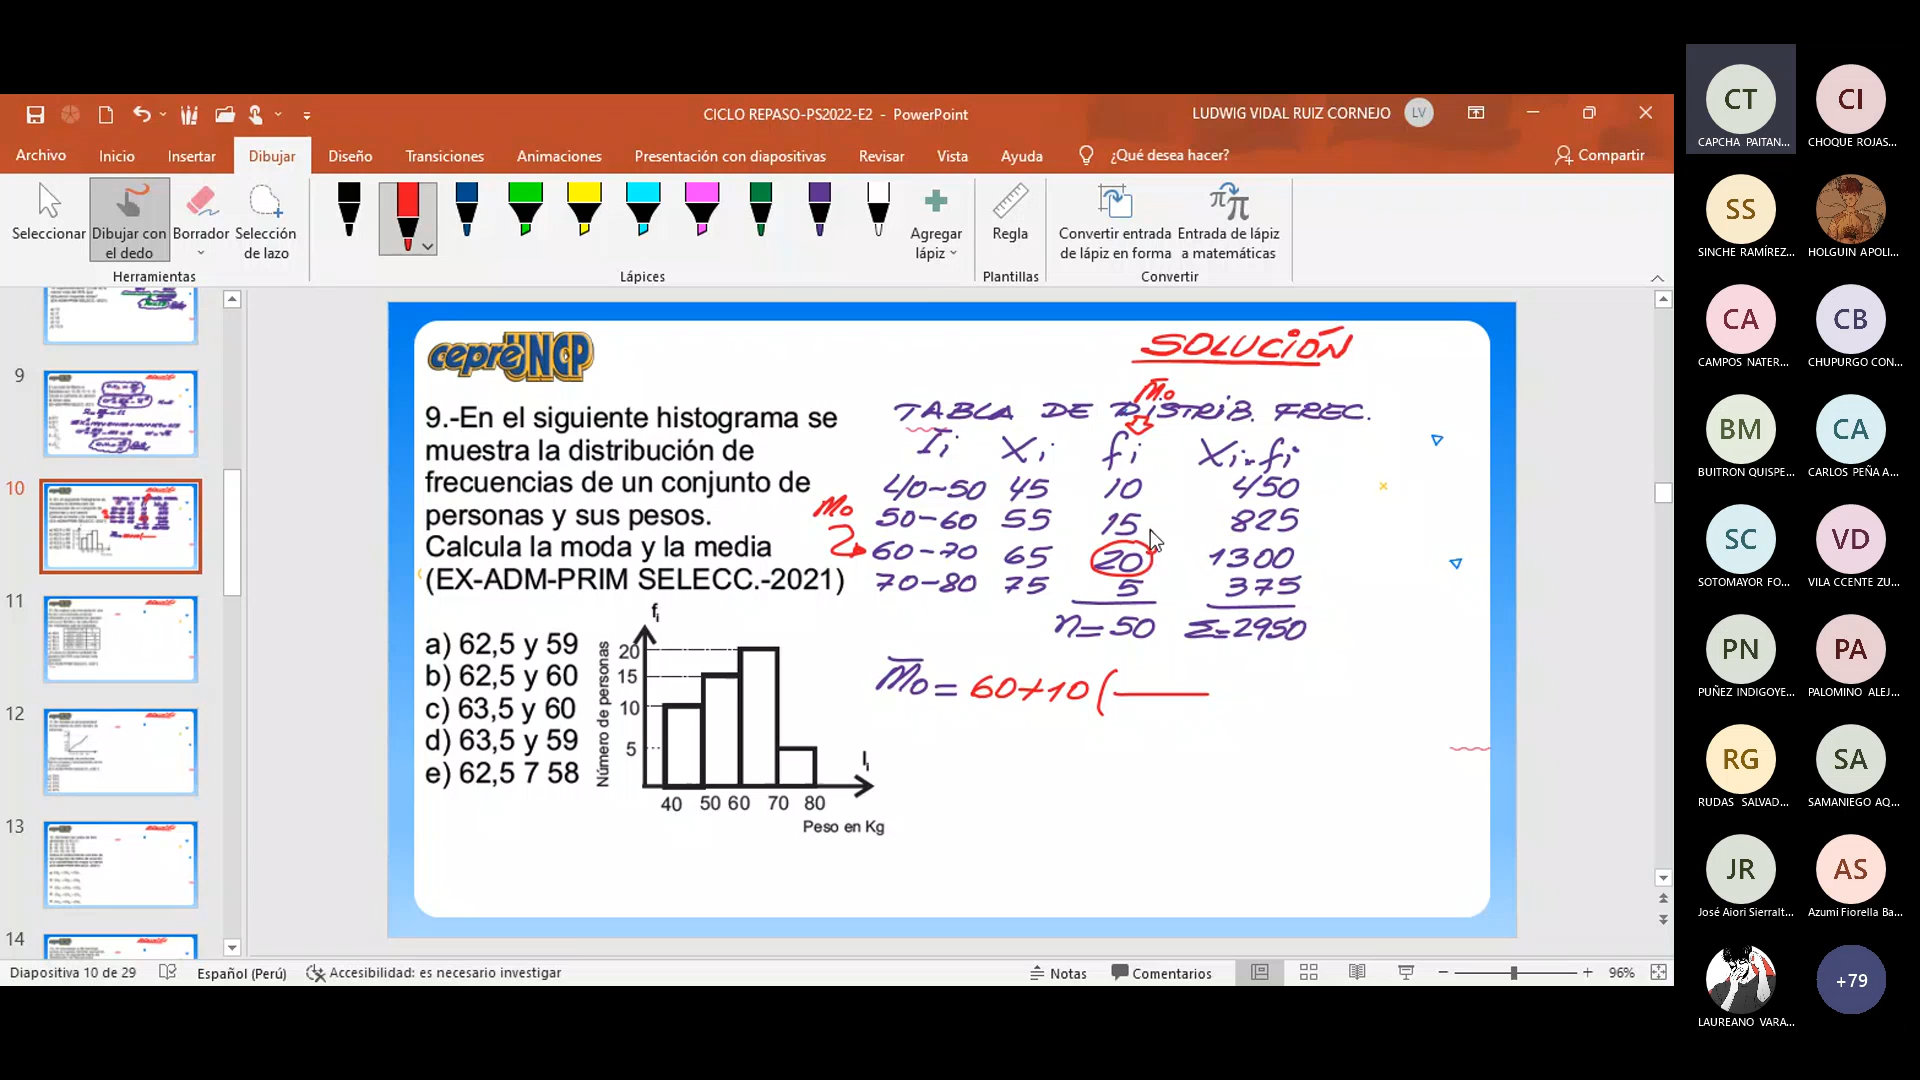 CICLO REPASO-PS2022-E2 - PowerPoint
LUDWIG VIDAL RUIZ CORNEJO
LV
Archivo
Inicio
Insertar
Dibujar
Diseño
Transiciones
Animaciones
Presentación con diapositivas
Revisar
Vista
Ayuda
¿Qué desea hacer?
Compartir
Seleccionar
Dibujar con el dedo
Borrador
Selección de lazo
Agregar lápiz
Regla
Convertir entrada de lápiz en forma
Entrada de lápiz a matemáticas
Herramientas
Lápices
Plantillas
Convertir
9
10
11
12
13
14
cepreUNCP
SOLUCIÓN
9.-En el siguiente histograma se
muestra la distribución de
frecuencias de un conjunto de
personas y sus pesos.
Calcula la moda y la media
(EX-ADM-PRIM SELECC.-2021)
a) 62,5 y 59
b) 62,5 y 60
c) 63,5 y 60
d) 63,5 y 59
e) 62,5 7 58
fi
Número de personas
20
15
10
5
Ii
40 50 60 70 80
Peso en Kg
Mo
TABLA DE DISTRIB. FREC.
Ii Xi fi Xi.fi
40-50 45 10 450
Mo
50-60 55 15 825
60-70 65 20 1300
70-80 75 5 375
n=50 Σ=2950
Mo = 60+10(
Diapositiva 10 de 29
Español (Perú)
Accesibilidad: es necesario investigar
Notas
Comentarios
96%
CT
CAPCHA PAITAN...
CI
CHOQUE ROJAS...
SS
SINCHE RAMÍREZ...
HOLGUIN APOLI...
CA
CAMPOS NATER...
CB
CHUPURGO CON...
BM
BUITRON QUISPE...
CA
CARLOS PEÑA A...
SC
SOTOMAYOR FO...
VD
VILA CCENTE ZU...
PN
PUÑEZ INDIGOYE...
PA
PALOMINO ALEJ...
RG
RUDAS SALVAD...
SA
SAMANIEGO AQ...
JR
José Aiori Sierralt...
AS
Azumi Fiorella Ba...
LAUREANO VARA...
+79